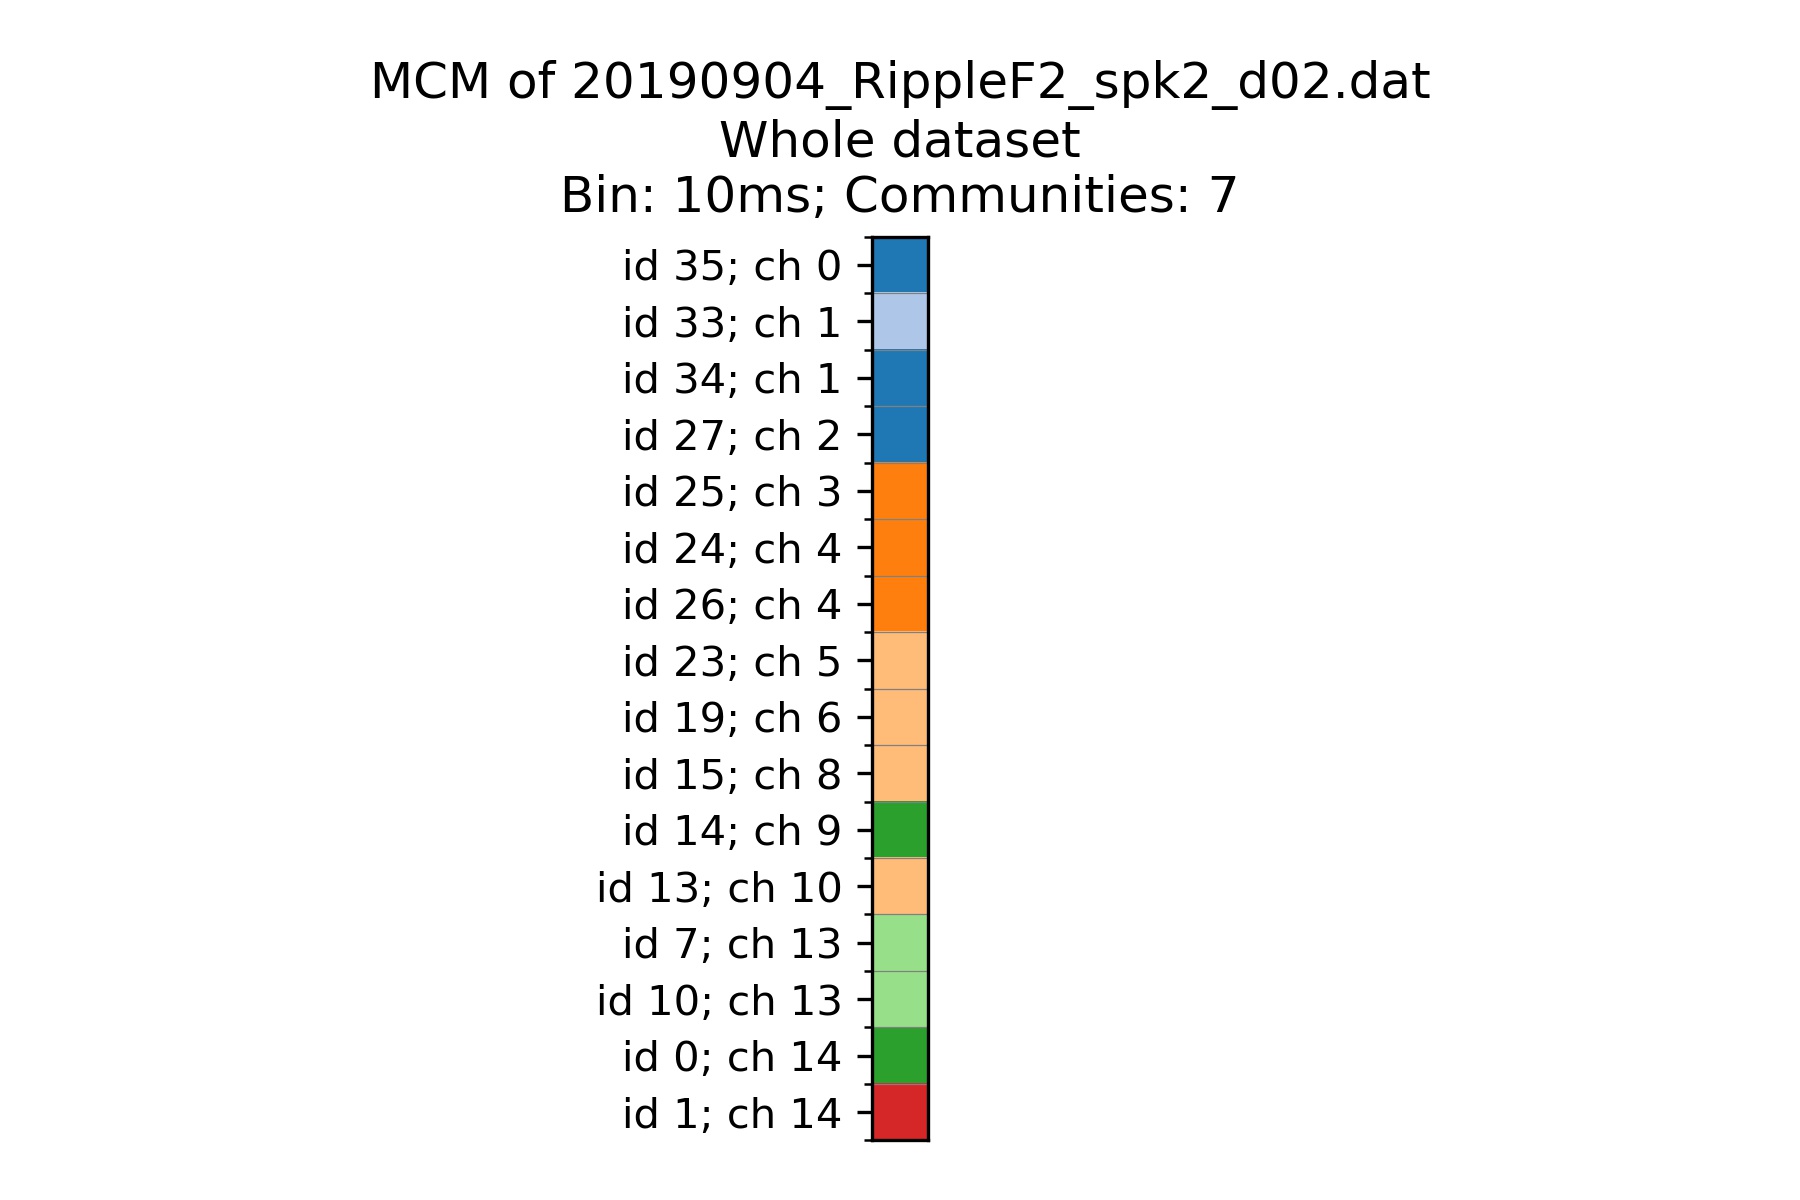 MCM of 20190904_RippleF2_spk2_d02.dat
Whole dataset
Bin: 10ms; Communities: 7
id 35; ch 0
id 33; ch 1
id 34; ch 1
id 27; ch 2
id 25; ch 3
id 24; ch 4
id 26; ch 4
id 23; ch 5
id 19; ch 6
id 15; ch 8
id 14; ch 9
id 13; ch 10
id 7; ch 13
id 10; ch 13
id 0; ch 14
id 1; ch 14